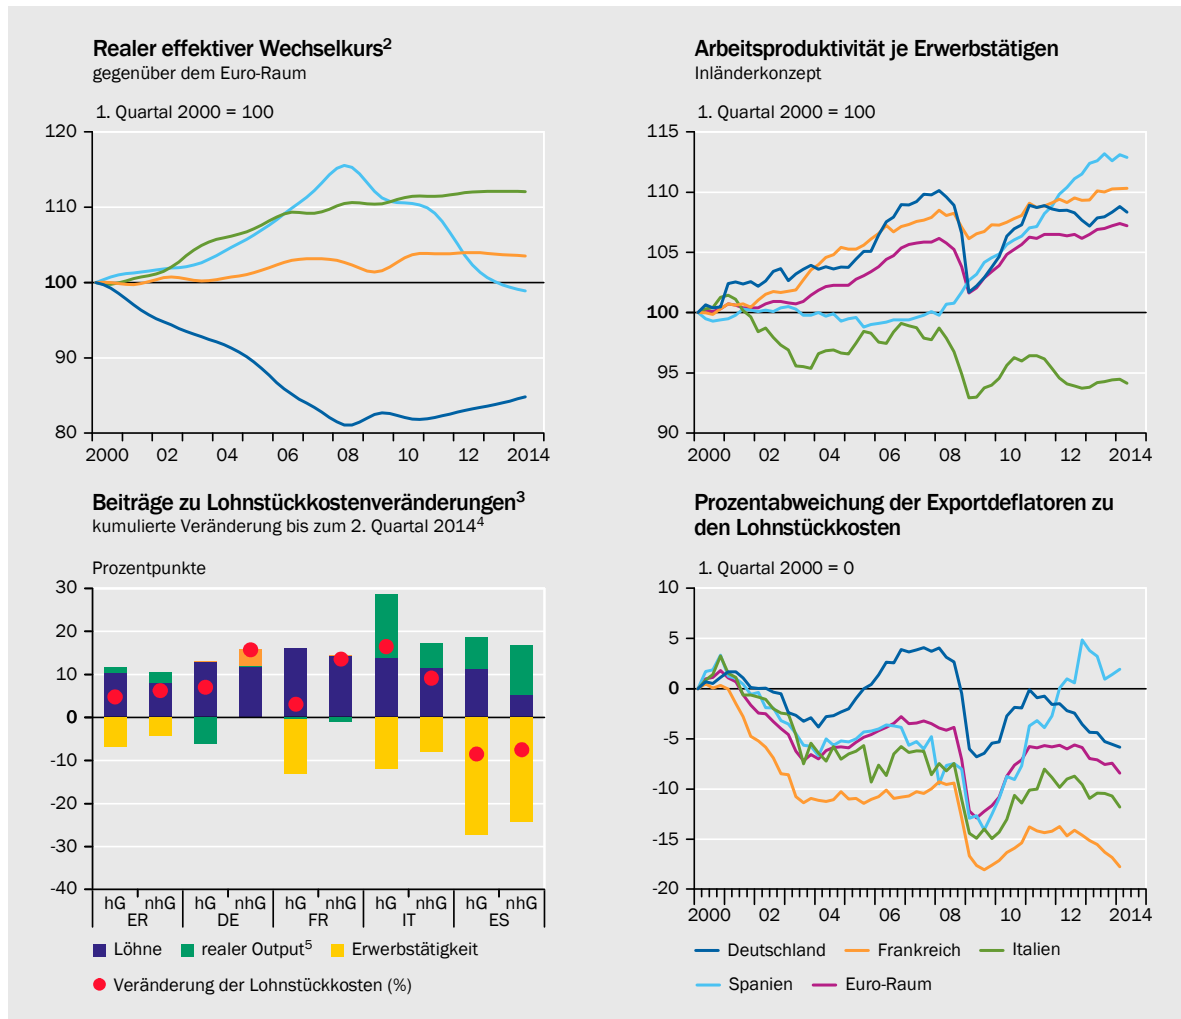 Realer effektiver Wechselkurs²
gegenüber dem Euro-Raum
1. Quartal 2000 = 100
120
110
100
90
80
2000 02 04 06 08 10 12 2014
Arbeitsproduktivität je Erwerbstätigen
Inländerkonzept
1. Quartal 2000 = 100
115
110
105
100
95
90
2000 02 04 06 08 10 12 2014
Beiträge zu Lohnstückkostenveränderungen³
kumulierte Veränderung bis zum 2. Quartal 2014⁴
Prozentpunkte
30
20
10
0
-10
-20
-30
-40
hG nhG hG nhG hG nhG hG nhG hG nhG
ER DE FR IT ES
Löhne realer Output⁵ Erwerbstätigkeit
Veränderung der Lohnstückkosten (%)
Prozentabweichung der Exportdeflatoren zu
den Lohnstückkosten
1. Quartal 2000 = 0
10
5
0
-5
-10
-15
-20
2000 02 04 06 08 10 12 2014
Deutschland Frankreich Italien
Spanien Euro-Raum